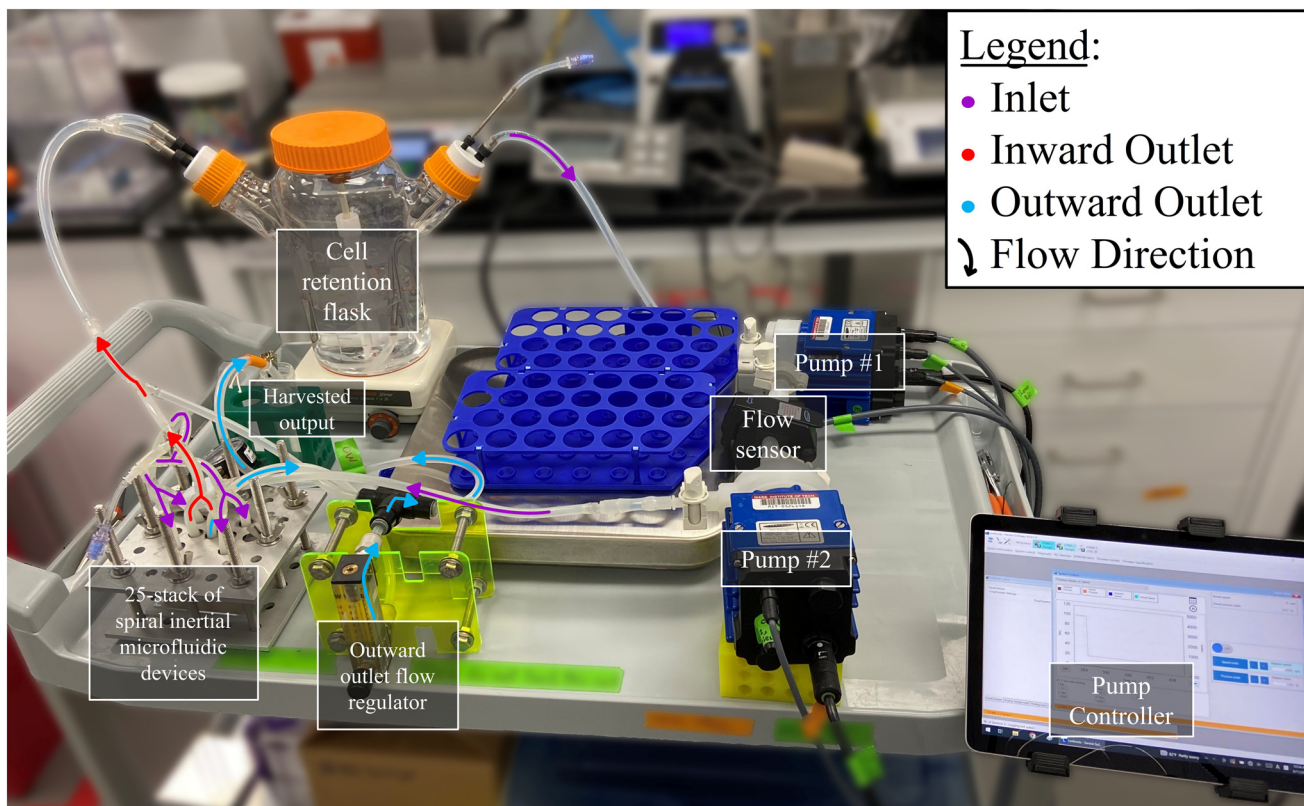 Legend:
Inlet
Inward Outlet
Outward Outlet
Flow Direction
Cell
retention
flask
Pump #1
Harvested
output
Flow
sensor
Pump #2
25-stack of
spiral inertial
microfluidic
devices
Outward
outlet flow
regulator
Pump
Controller